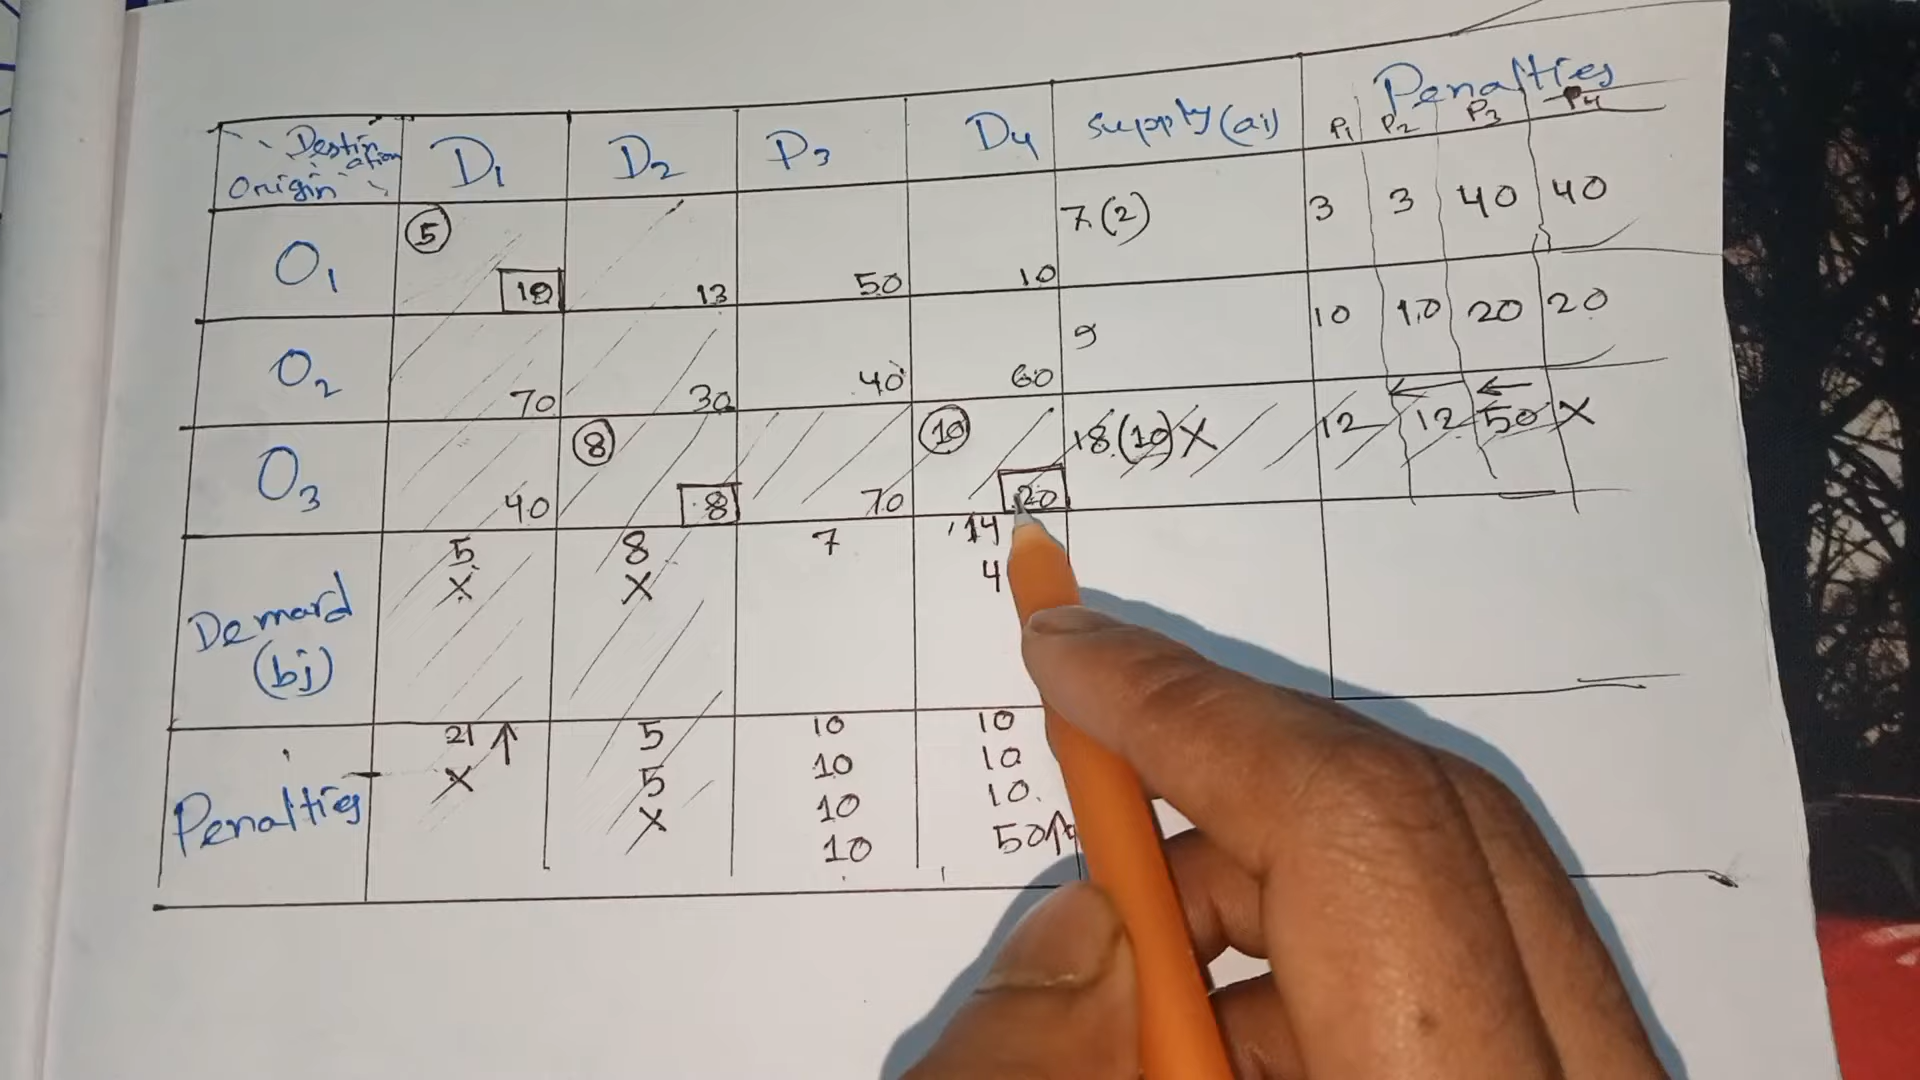 Destination
Origin
D1
D2
D3
D4
supply(ai)
Penalties
P1 P2 P3 P4
O1
5
10
13
50
10
7(2)
3 3 40 40
O2
70
30
40
60
9
10 10 20 20
O3
40
8
8
70
10
20
18(10)X
12 12 50 X
Demand
(bj)
5
X
8
X
7
14
4
Penalties
21 ↑
X
5
5
X
10
10
10
10
10
10
10
50↑